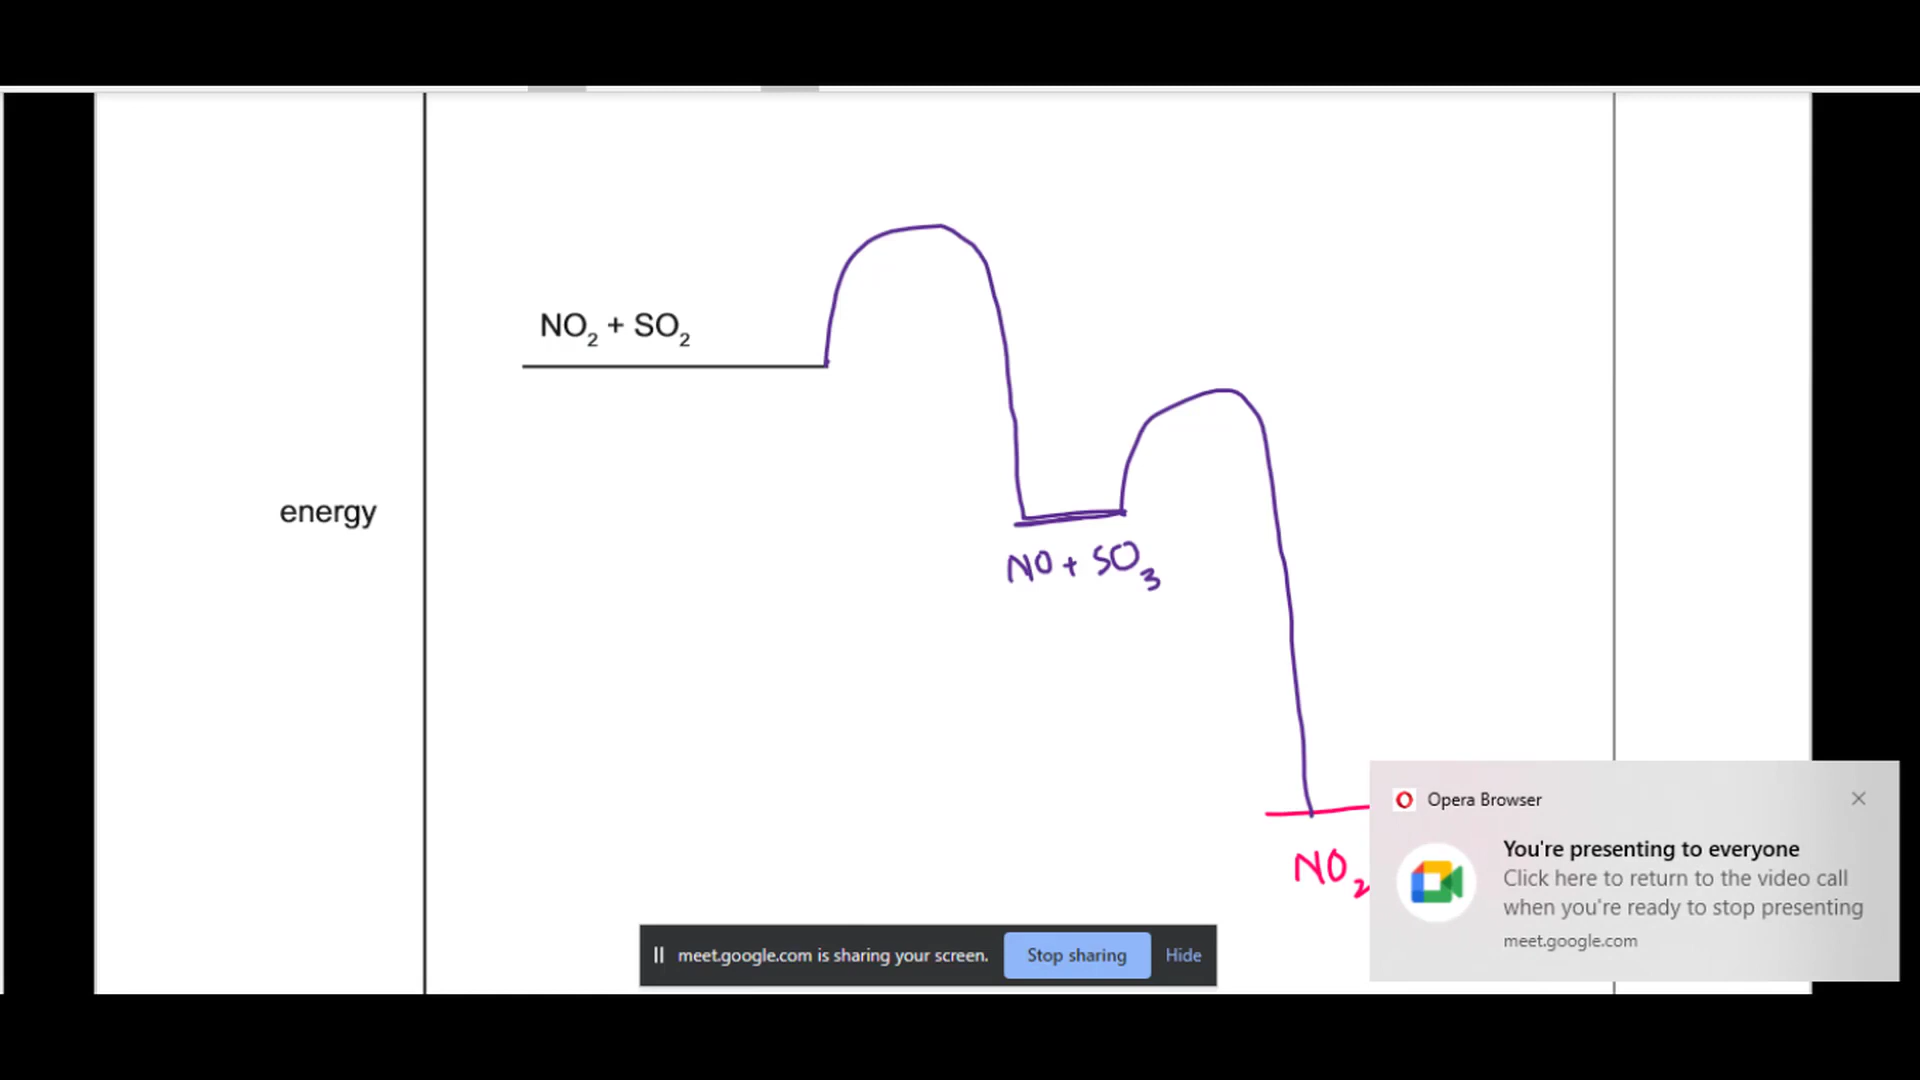 NO₂ + SO₂
energy
NO + SO₃
NO₂
Opera Browser
You're presenting to everyone
Click here to return to the video call
when you're ready to stop presenting
meet.google.com
meet.google.com is sharing your screen.
Stop sharing
Hide